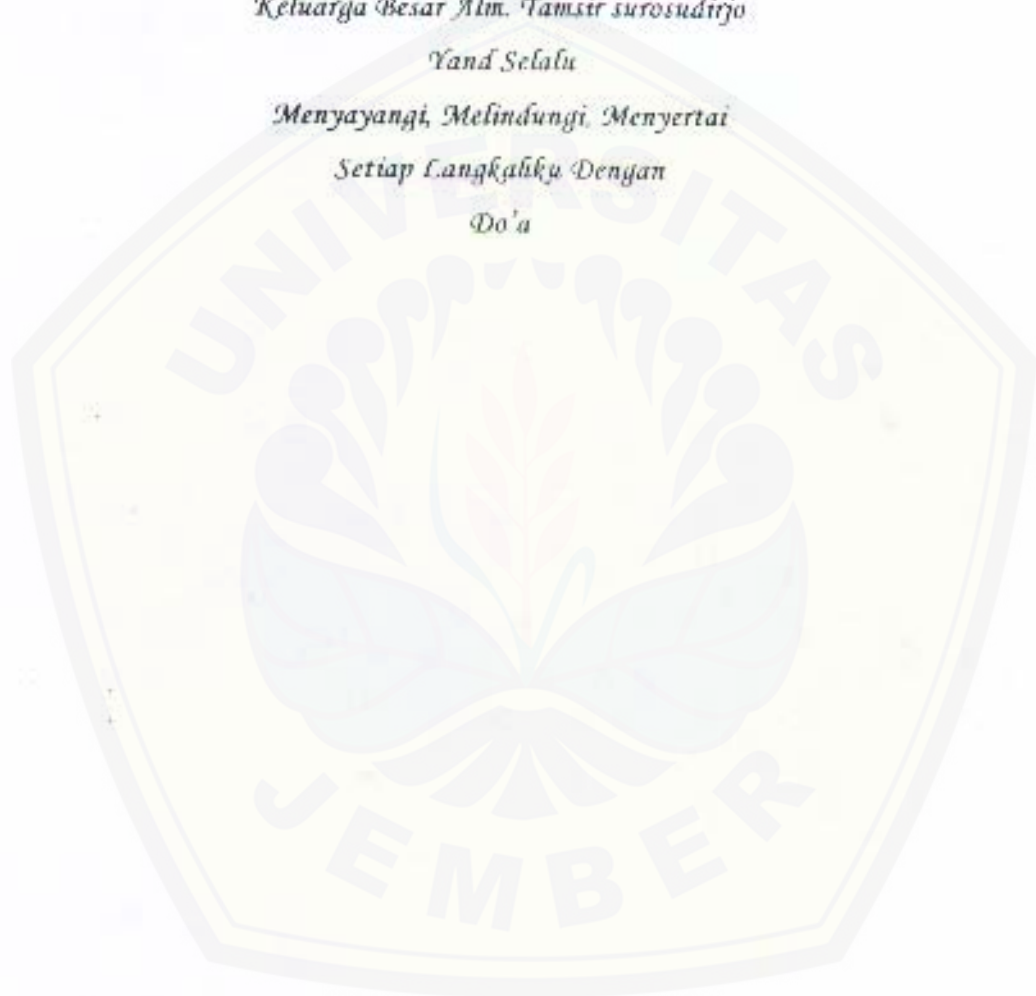 Keluarga Besar Alm. Tamsir surosudirjo
Yand Selalu
Menyayangi, Melindungi, Menyertai
Setiap Langkahku Dengan
Do'a
UNIVERSITAS
JEMBER